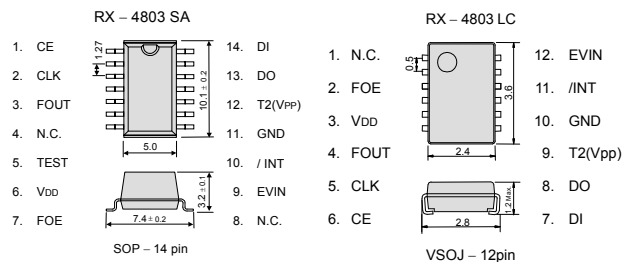 RX – 4803 SA
1. CE
2. CLK
3. FOUT
4. N.C.
5. TEST
6. VDD
7. FOE
1.27
10.1 ± 0.2
5.0
3.2 ± 0.1
7.4 ± 0.2
14. DI
13. DO
12. T2(VPP)
11. GND
10. / INT
9. EVIN
8. N.C.
SOP – 14 pin
RX – 4803 LC
1. N.C.
2. FOE
3. VDD
4. FOUT
5. CLK
6. CE
0.5
3.6
2.4
1.2 Max.
2.8
12. EVIN
11. /INT
10. GND
9. T2(Vpp)
8. DO
7. DI
VSOJ – 12pin